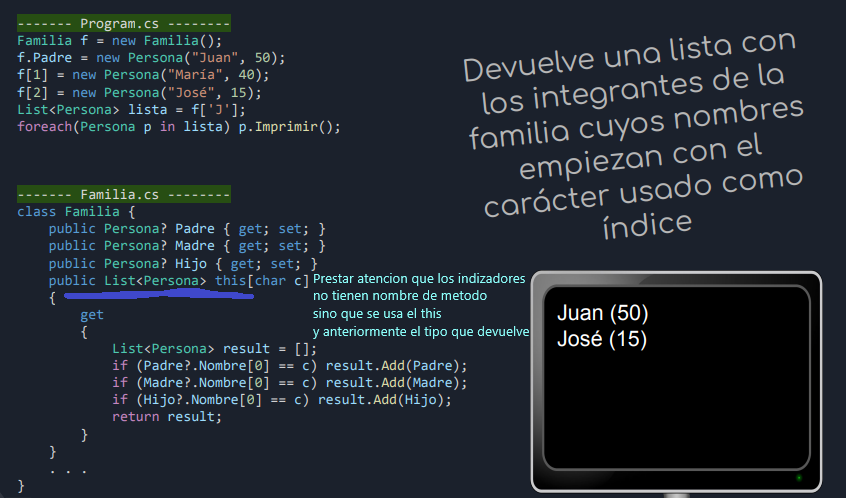 ------- Program.cs --------
Familia f = new Familia();
f.Padre = new Persona("Juan", 50);
f[1] = new Persona("María", 40);
f[2] = new Persona("José", 15);
List<Persona> lista = f['J'];
foreach(Persona p in lista) p.Imprimir();
Devuelve una lista con
los integrantes de la
familia cuyos nombres
empiezan con el
carácter usado como
índice
------- Familia.cs --------
class Familia {
    public Persona? Padre { get; set; }
    public Persona? Madre { get; set; }
    public Persona? Hijo { get; set; }
    public List<Persona> this[char c]
    {
        get
        {
            List<Persona> result = [];
            if (Padre?.Nombre[0] == c) result.Add(Padre);
            if (Madre?.Nombre[0] == c) result.Add(Madre);
            if (Hijo?.Nombre[0] == c) result.Add(Hijo);
            return result;
        }
    }
    . . .
}
Prestar atencion que los indizadores
no tienen nombre de metodo
sino que se usa el this
y anteriormente el tipo que devuelve
Juan (50)
José (15)